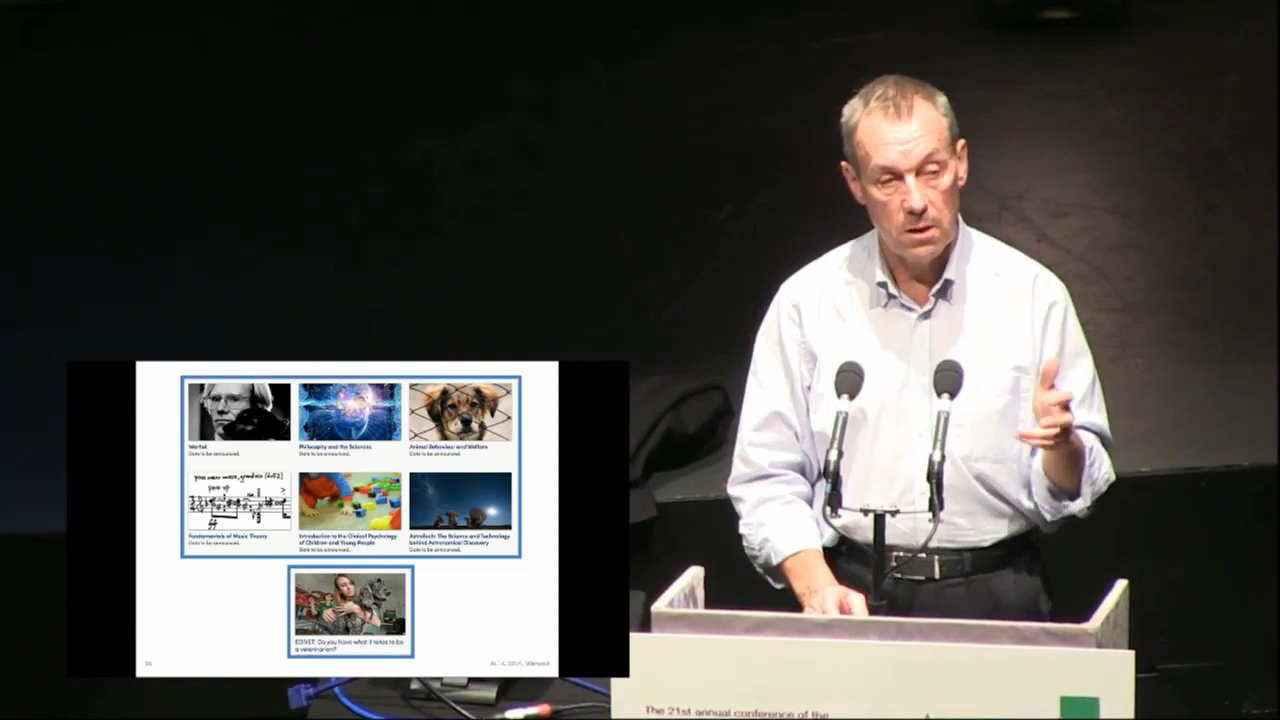 Warhol
Date to be announced.
Philosophy and the Sciences
Date to be announced.
Animal Behaviour and Welfare
Date to be announced.
Fundamentals of Music Theory
Date to be announced.
Introduction to the Clinical Psychology
of Children and Young People
Date to be announced.
AstroTech: The Science and Technology
behind Astronomical Discovery
Date to be announced.
EDIVET: Do you have what it takes to be
a veterinarian?
The 21st annual conference of the